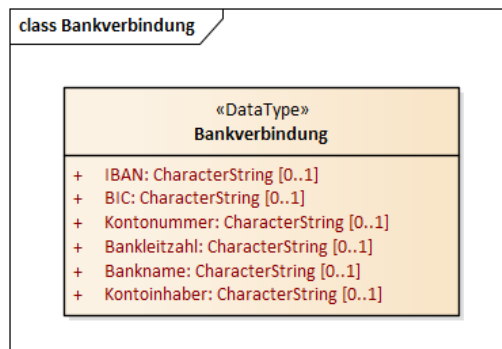 class Bankverbindung
«DataType»
Bankverbindung
+ IBAN: CharacterString [0..1]
+ BIC: CharacterString [0..1]
+ Kontonummer: CharacterString [0..1]
+ Bankleitzahl: CharacterString [0..1]
+ Bankname: CharacterString [0..1]
+ Kontoinhaber: CharacterString [0..1]